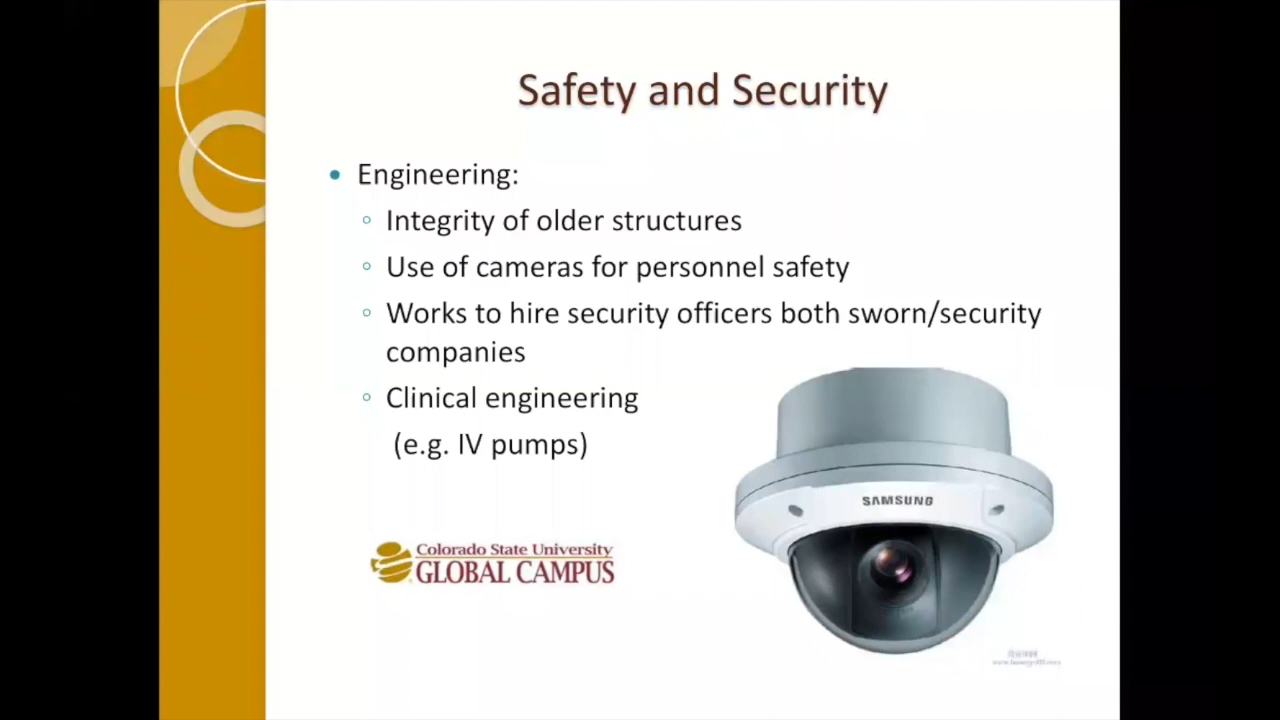 Safety and Security
• Engineering:
◦ Integrity of older structures
◦ Use of cameras for personnel safety
◦ Works to hire security officers both sworn/security
companies
◦ Clinical engineering
(e.g. IV pumps)
SAMSUNG
Colorado State University
GLOBAL CAMPUS